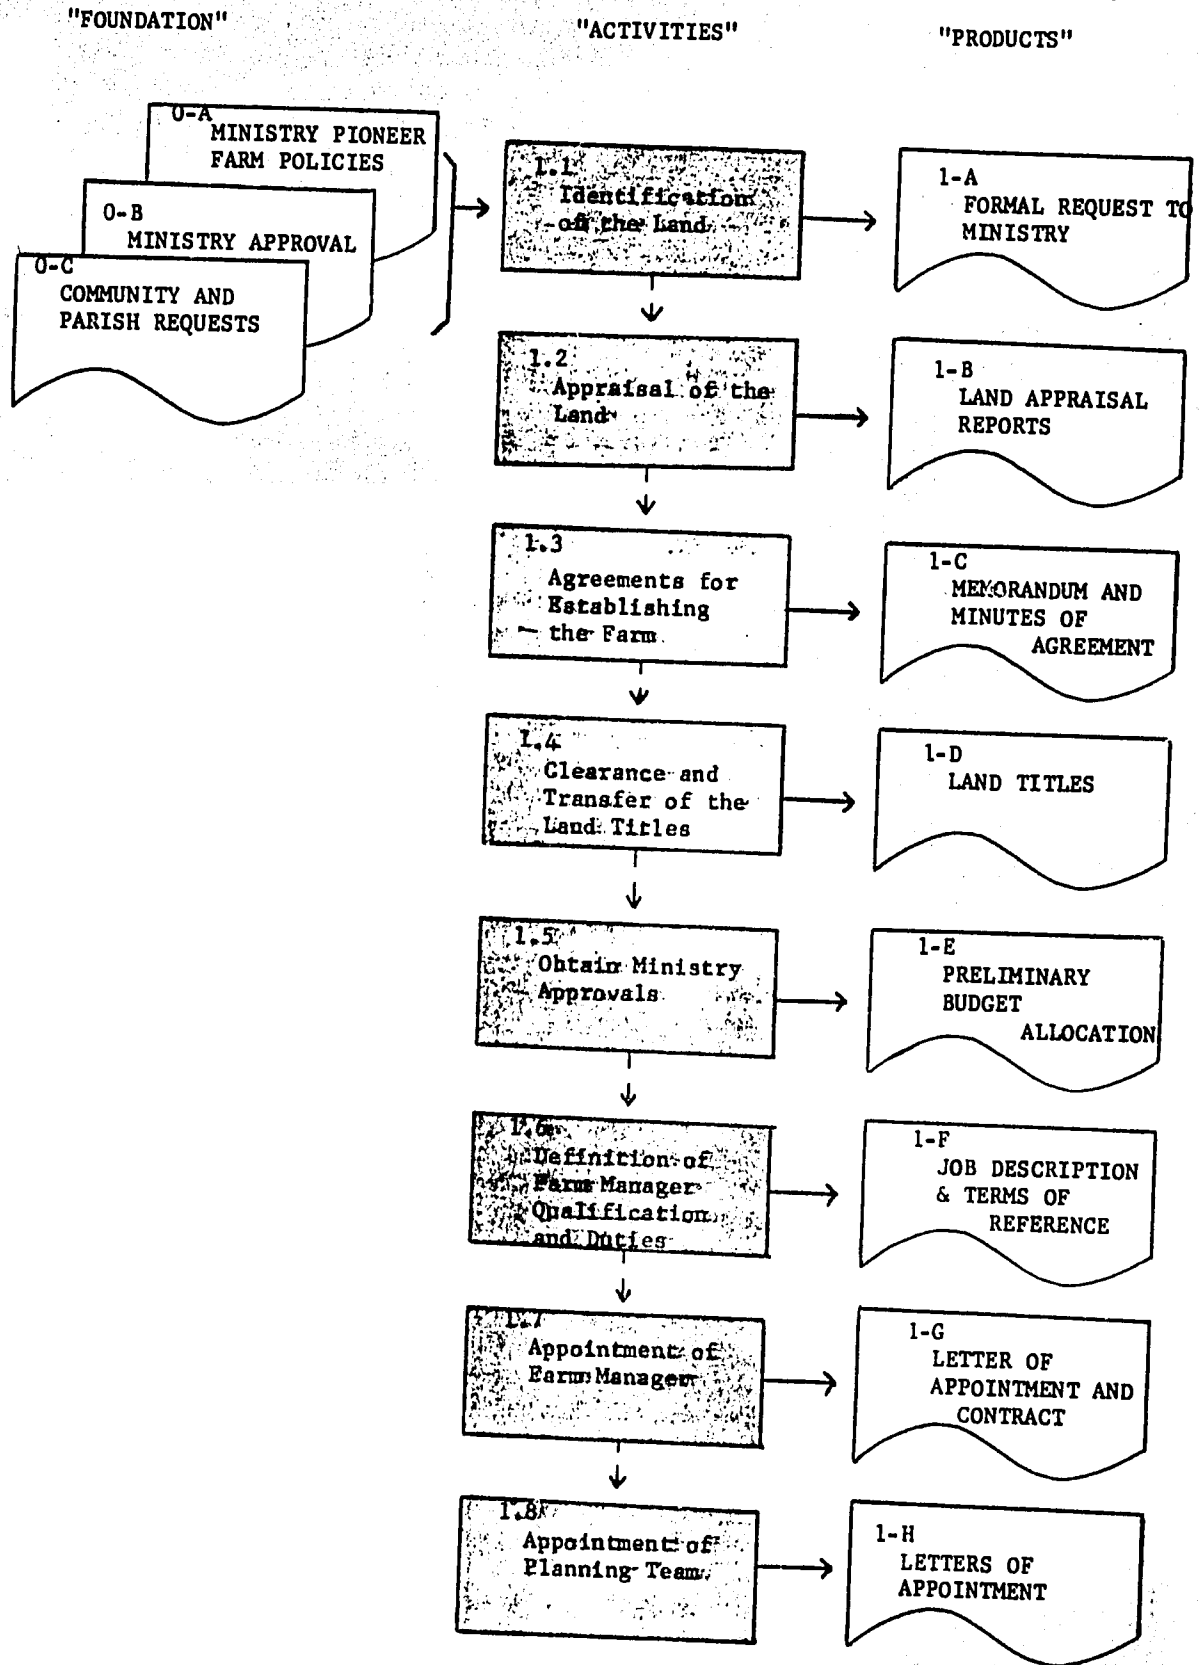 "FOUNDATION"
"ACTIVITIES"
"PRODUCTS"
0-A
MINISTRY PIONEER
FARM POLICIES
0-B
MINISTRY APPROVAL
0-C
COMMUNITY AND
PARISH REQUESTS
1.1
Identification
of the Land
1-A
FORMAL REQUEST TO
MINISTRY
1.2
Appraisal of the
Land
1-B
LAND APPRAISAL
REPORTS
1.3
Agreements for
Establishing
the Farm
1-C
MEMORANDUM AND
MINUTES OF
AGREEMENT
1.4
Clearance and
Transfer of the
Land Titles
1-D
LAND TITLES
1.5
Obtain Ministry
Approvals
1-E
PRELIMINARY
BUDGET
ALLOCATION
1.6
Definition of
Farm Manager
Qualification
and Duties
1-F
JOB DESCRIPTION
& TERMS OF
REFERENCE
1.7
Appointment of
Farm Manager
1-G
LETTER OF
APPOINTMENT AND
CONTRACT
1.8
Appointment of
Planning Team
1-H
LETTERS OF
APPOINTMENT